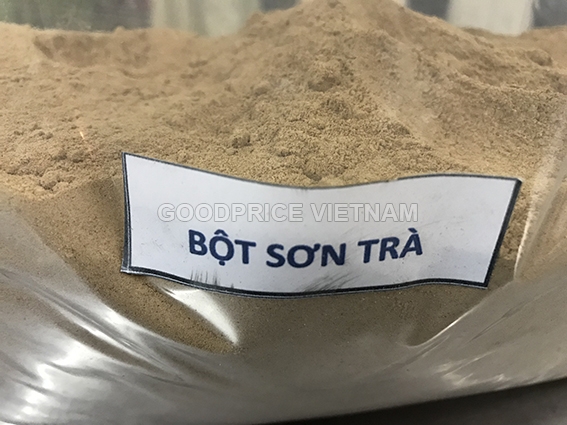 GOODPRICE VIETNAM
BỘT SƠN TRÀ